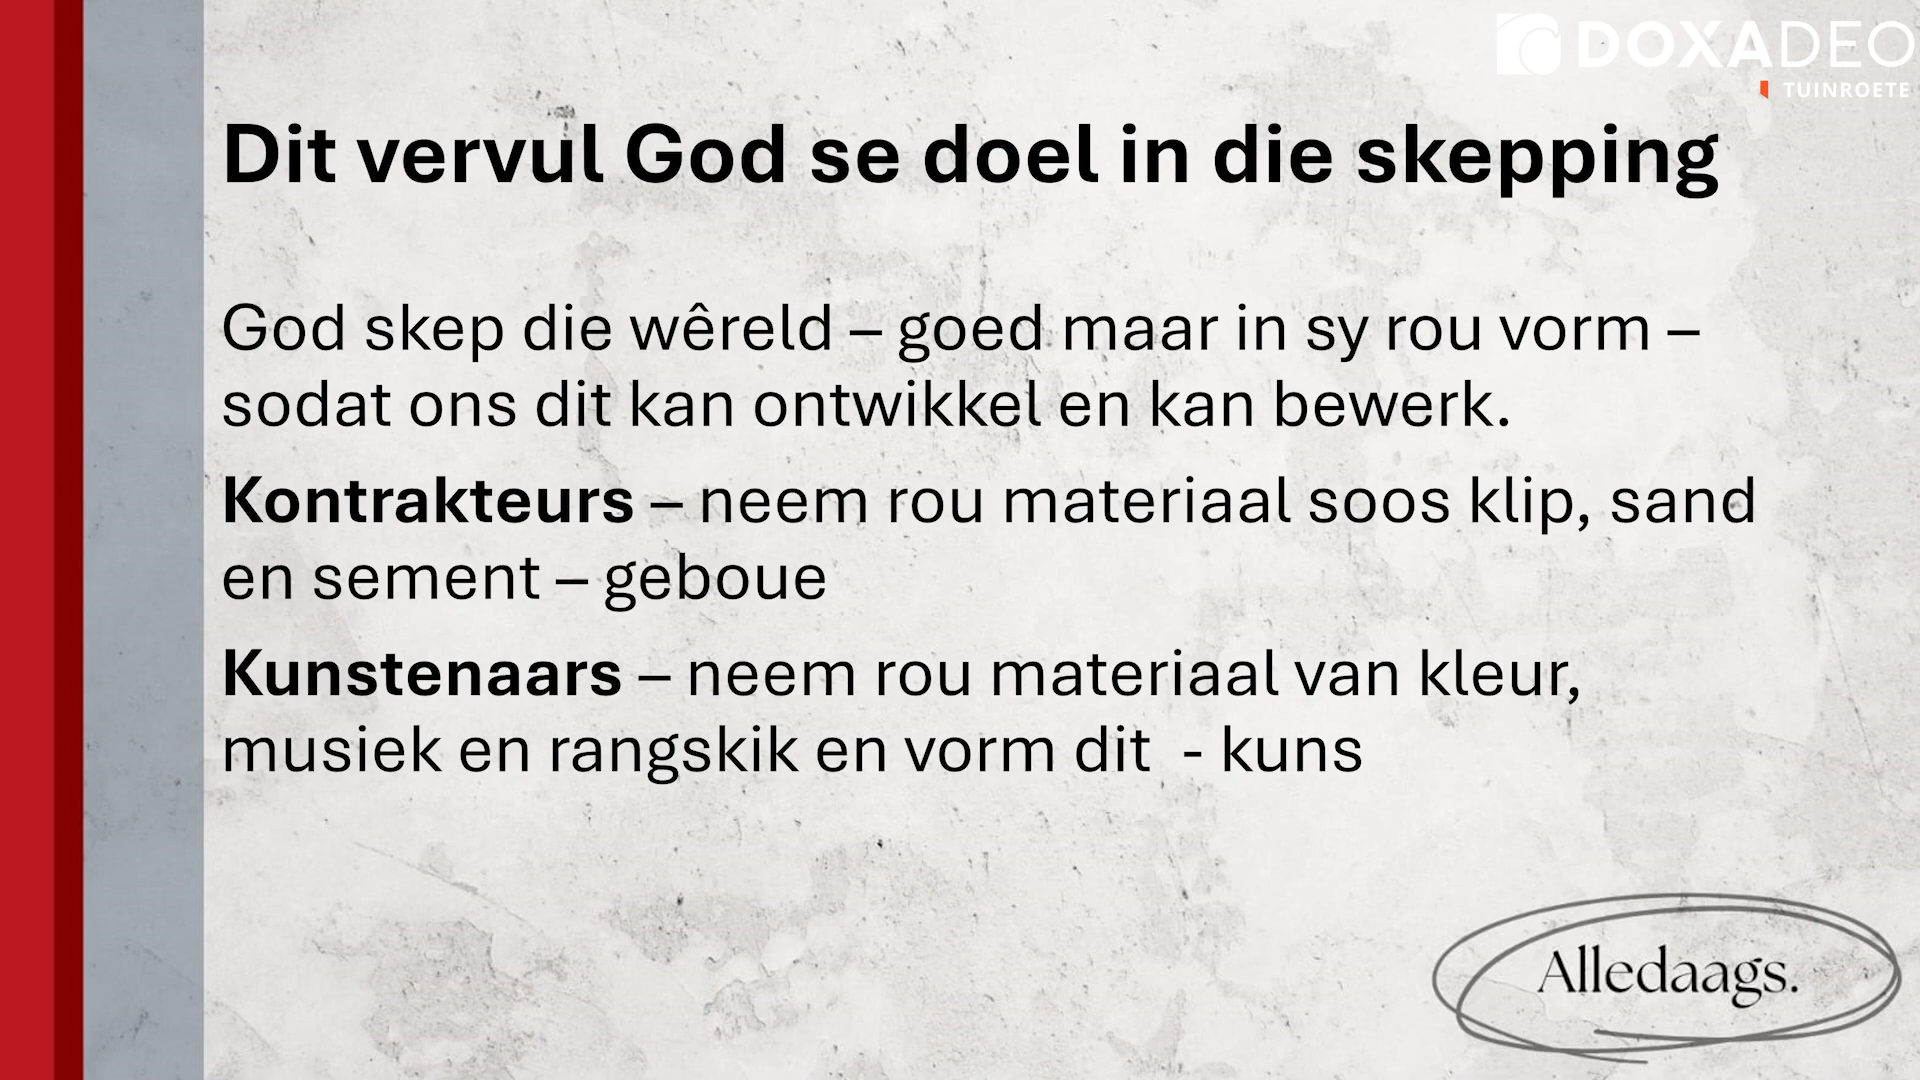 DOXADEO
TUINROETE
Dit vervul God se doel in die skepping
God skep die wêreld – goed maar in sy rou vorm –
sodat ons dit kan ontwikkel en kan bewerk.
Kontrakteurs – neem rou materiaal soos klip, sand
en sement – geboue
Kunstenaars – neem rou materiaal van kleur,
musiek en rangskik en vorm dit  - kuns
Alledaags.